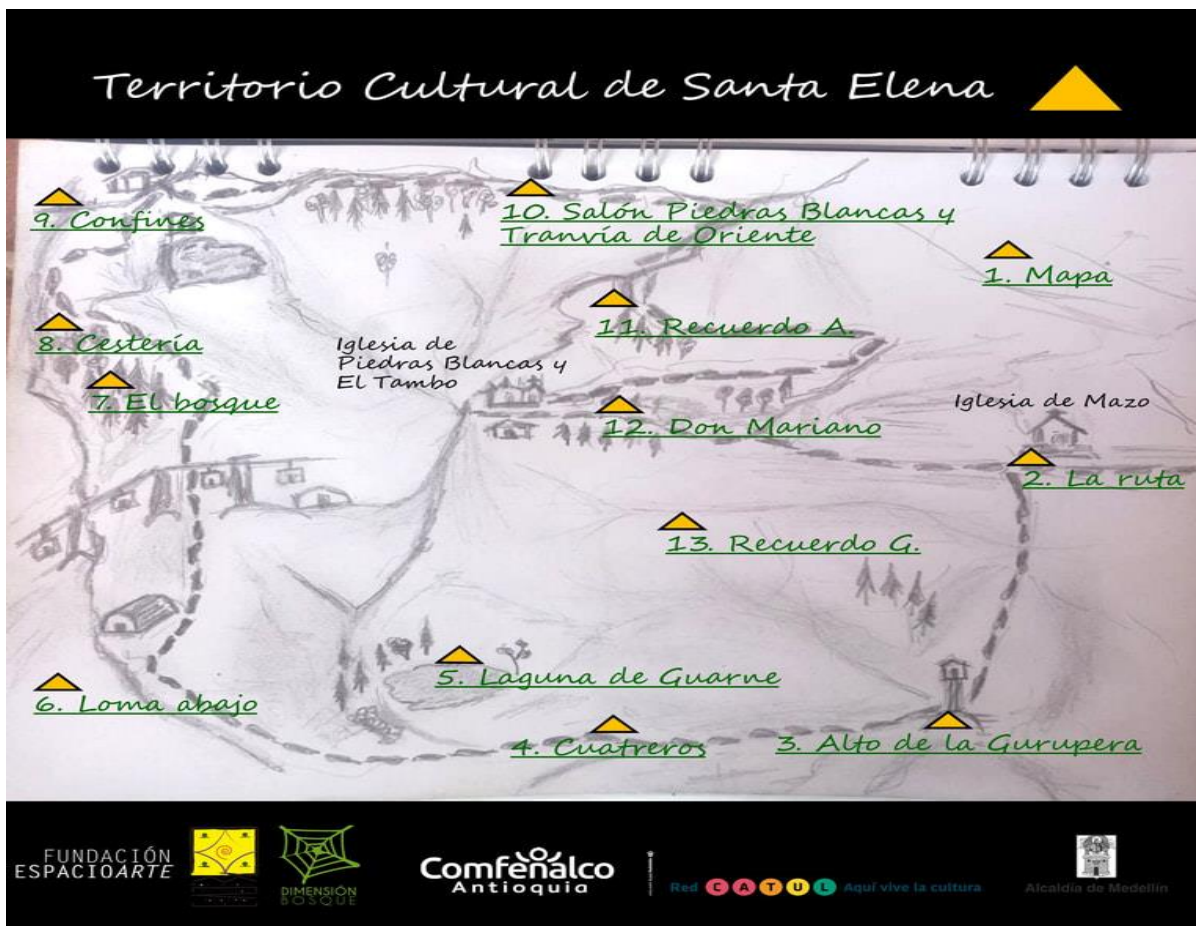 Territorio Cultural de Santa Elena
9. Confines
10. Salón Piedras Blancas y
Tranvía de Oriente
1. Mapa
11. Recuerdo A.
8. Cestería
Iglesia de
Piedras Blancas y
El Tambo
7. El bosque
12. Don Mariano
Iglesia de Mazo
2. La ruta
13. Recuerdo G.
5. Laguna de Guarne
6. Loma abajo
4. Cuatreros
3. Alto de la Gurupera
FUNDACIÓN
ESPACIOARTE
DIMENSIÓN
BOSQUE
Comfenalco
Antioquia
Red CATUL Aquí vive la cultura
Alcaldía de Medellín